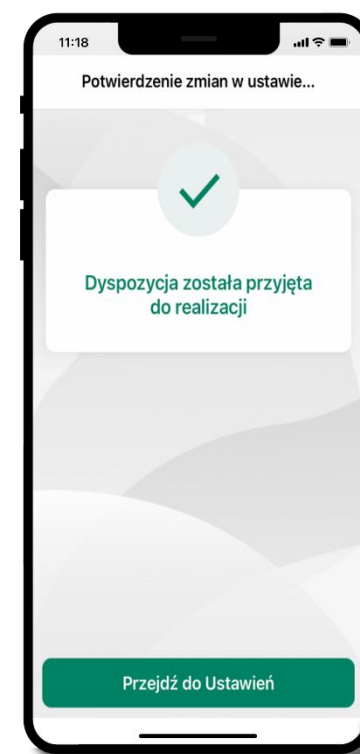 11:18
Potwierdzenie zmian w ustawie...
Dyspozycja została przyjęta
do realizacji
Przejdź do Ustawień